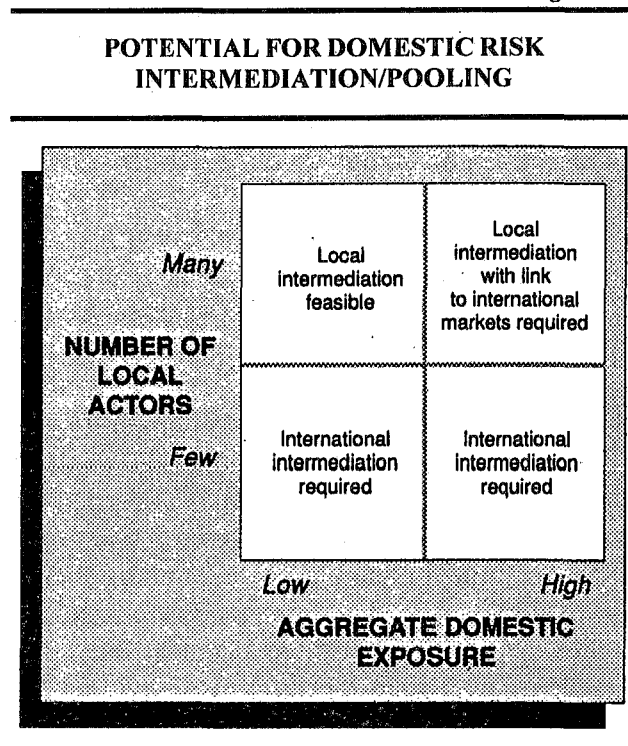 POTENTIAL FOR DOMESTIC RISK
INTERMEDIATION/POOLING
Many
Local
intermediation
feasible
Local
intermediation
with link
to international
markets required
NUMBER OF
LOCAL
ACTORS
Few
International
intermediation
required
International
intermediation
required
Low
High
AGGREGATE DOMESTIC
EXPOSURE